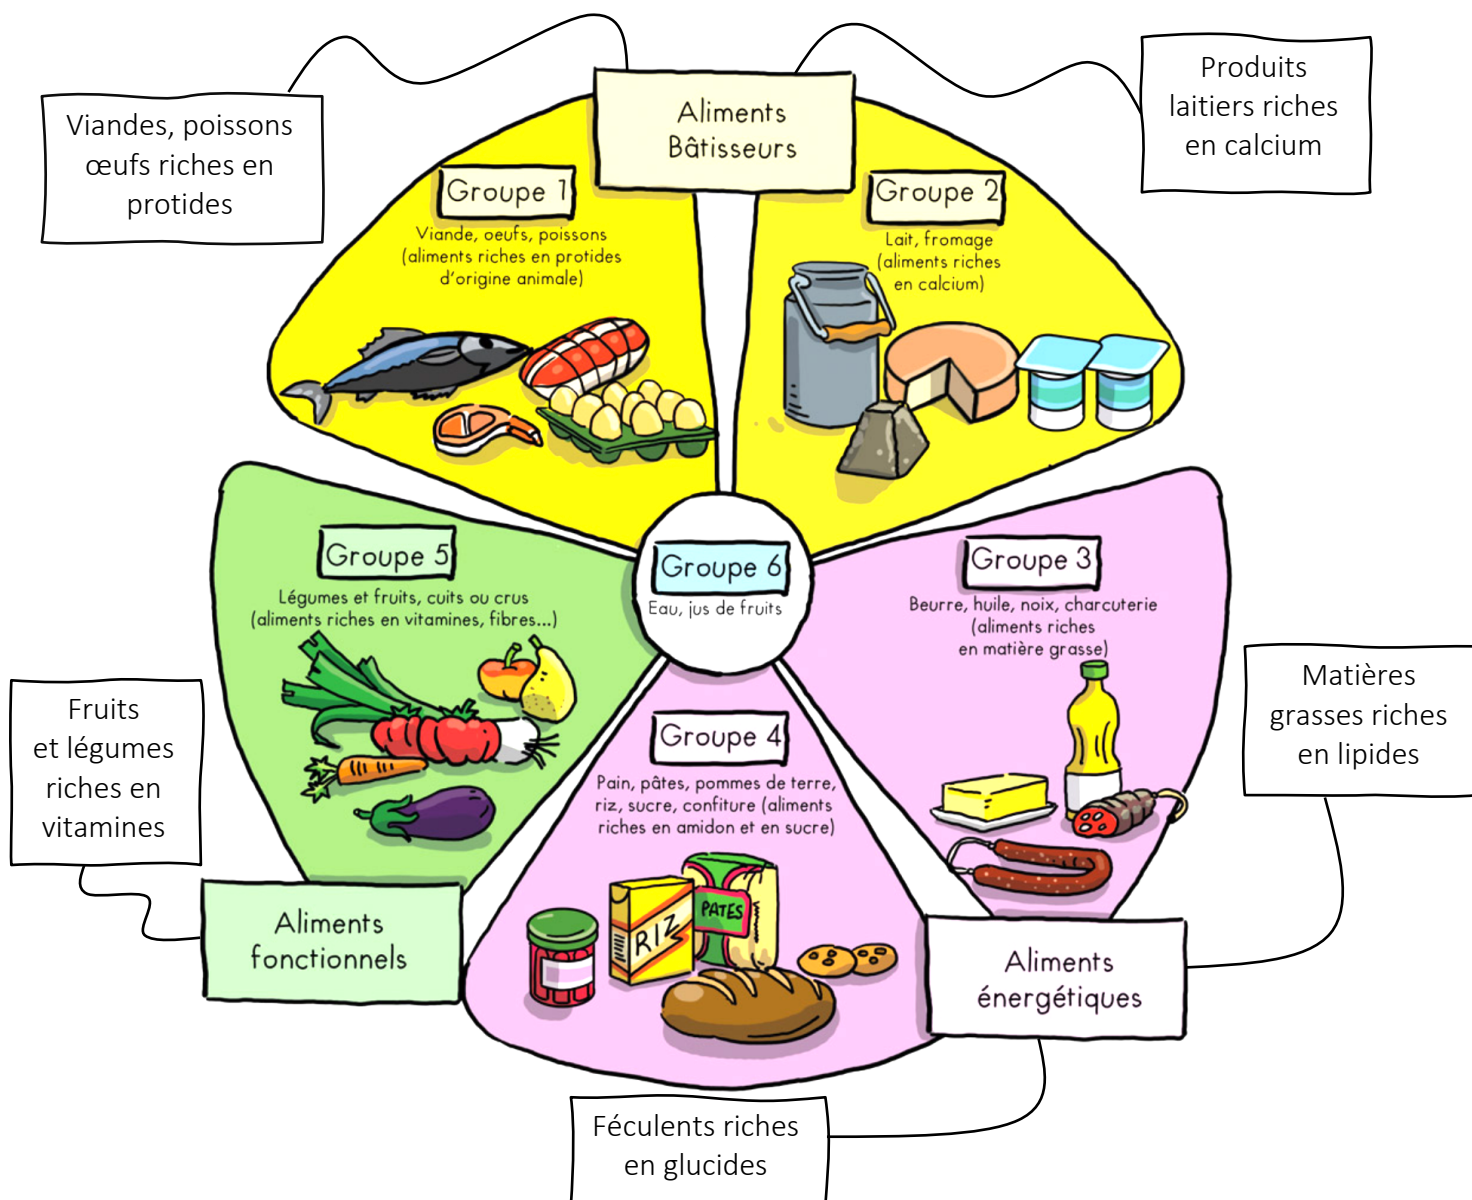 Viandes, poissons
œufs riches en
protides
Aliments
Bâtisseurs
Produits
laitiers riches
en calcium
Groupe 1
Viande, oeufs, poissons
(aliments riches en protides
d'origine animale)
Groupe 2
Lait, fromage
(aliments riches
en calcium)
Groupe 5
Légumes et fruits, cuits ou crus
(aliments riches en vitamines, fibres...)
Groupe 6
Eau, jus de fruits
Groupe 3
Beurre, huile, noix, charcuterie
(aliments riches
en matière grasse)
Fruits
et légumes
riches en
vitamines
Groupe 4
Pain, pâtes, pommes de terre,
riz, sucre, confiture (aliments
riches en amidon et en sucre)
Matières
grasses riches
en lipides
RIZ
PATES
Aliments
fonctionnels
Aliments
énergétiques
Féculents riches
en glucides